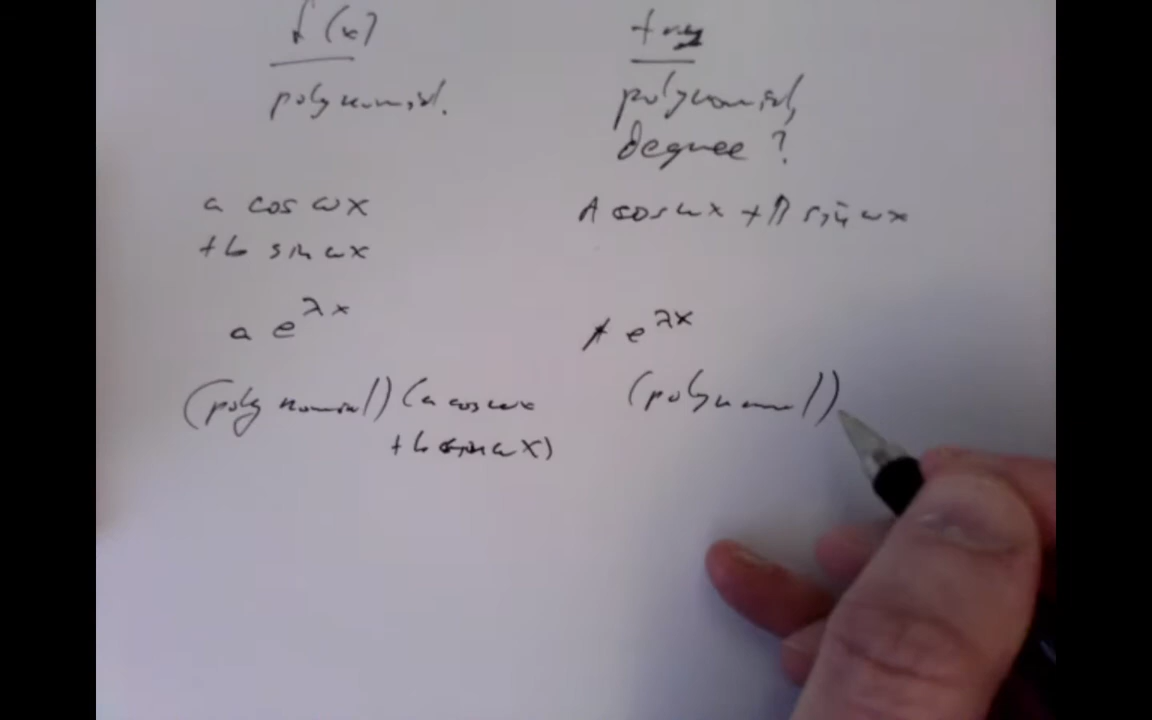 f(x) try
polynomial. polynomial,
degree?
a cos ωx A cos ωx + B sin ωx
+ b sin ωx
a e^{λx} A e^{λx}
(polynomial) (a cos ωx (polynomial)
+ b sin ωx)